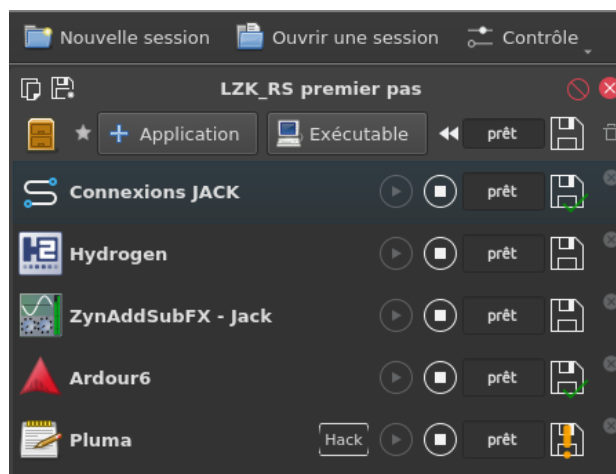 Nouvelle session Ouvrir une session Contrôle
LZK_RS premier pas
Application Exécutable prêt
Connexions JACK prêt
Hydrogen prêt
ZynAddSubFX - Jack prêt
Ardour6 prêt
Pluma Hack prêt